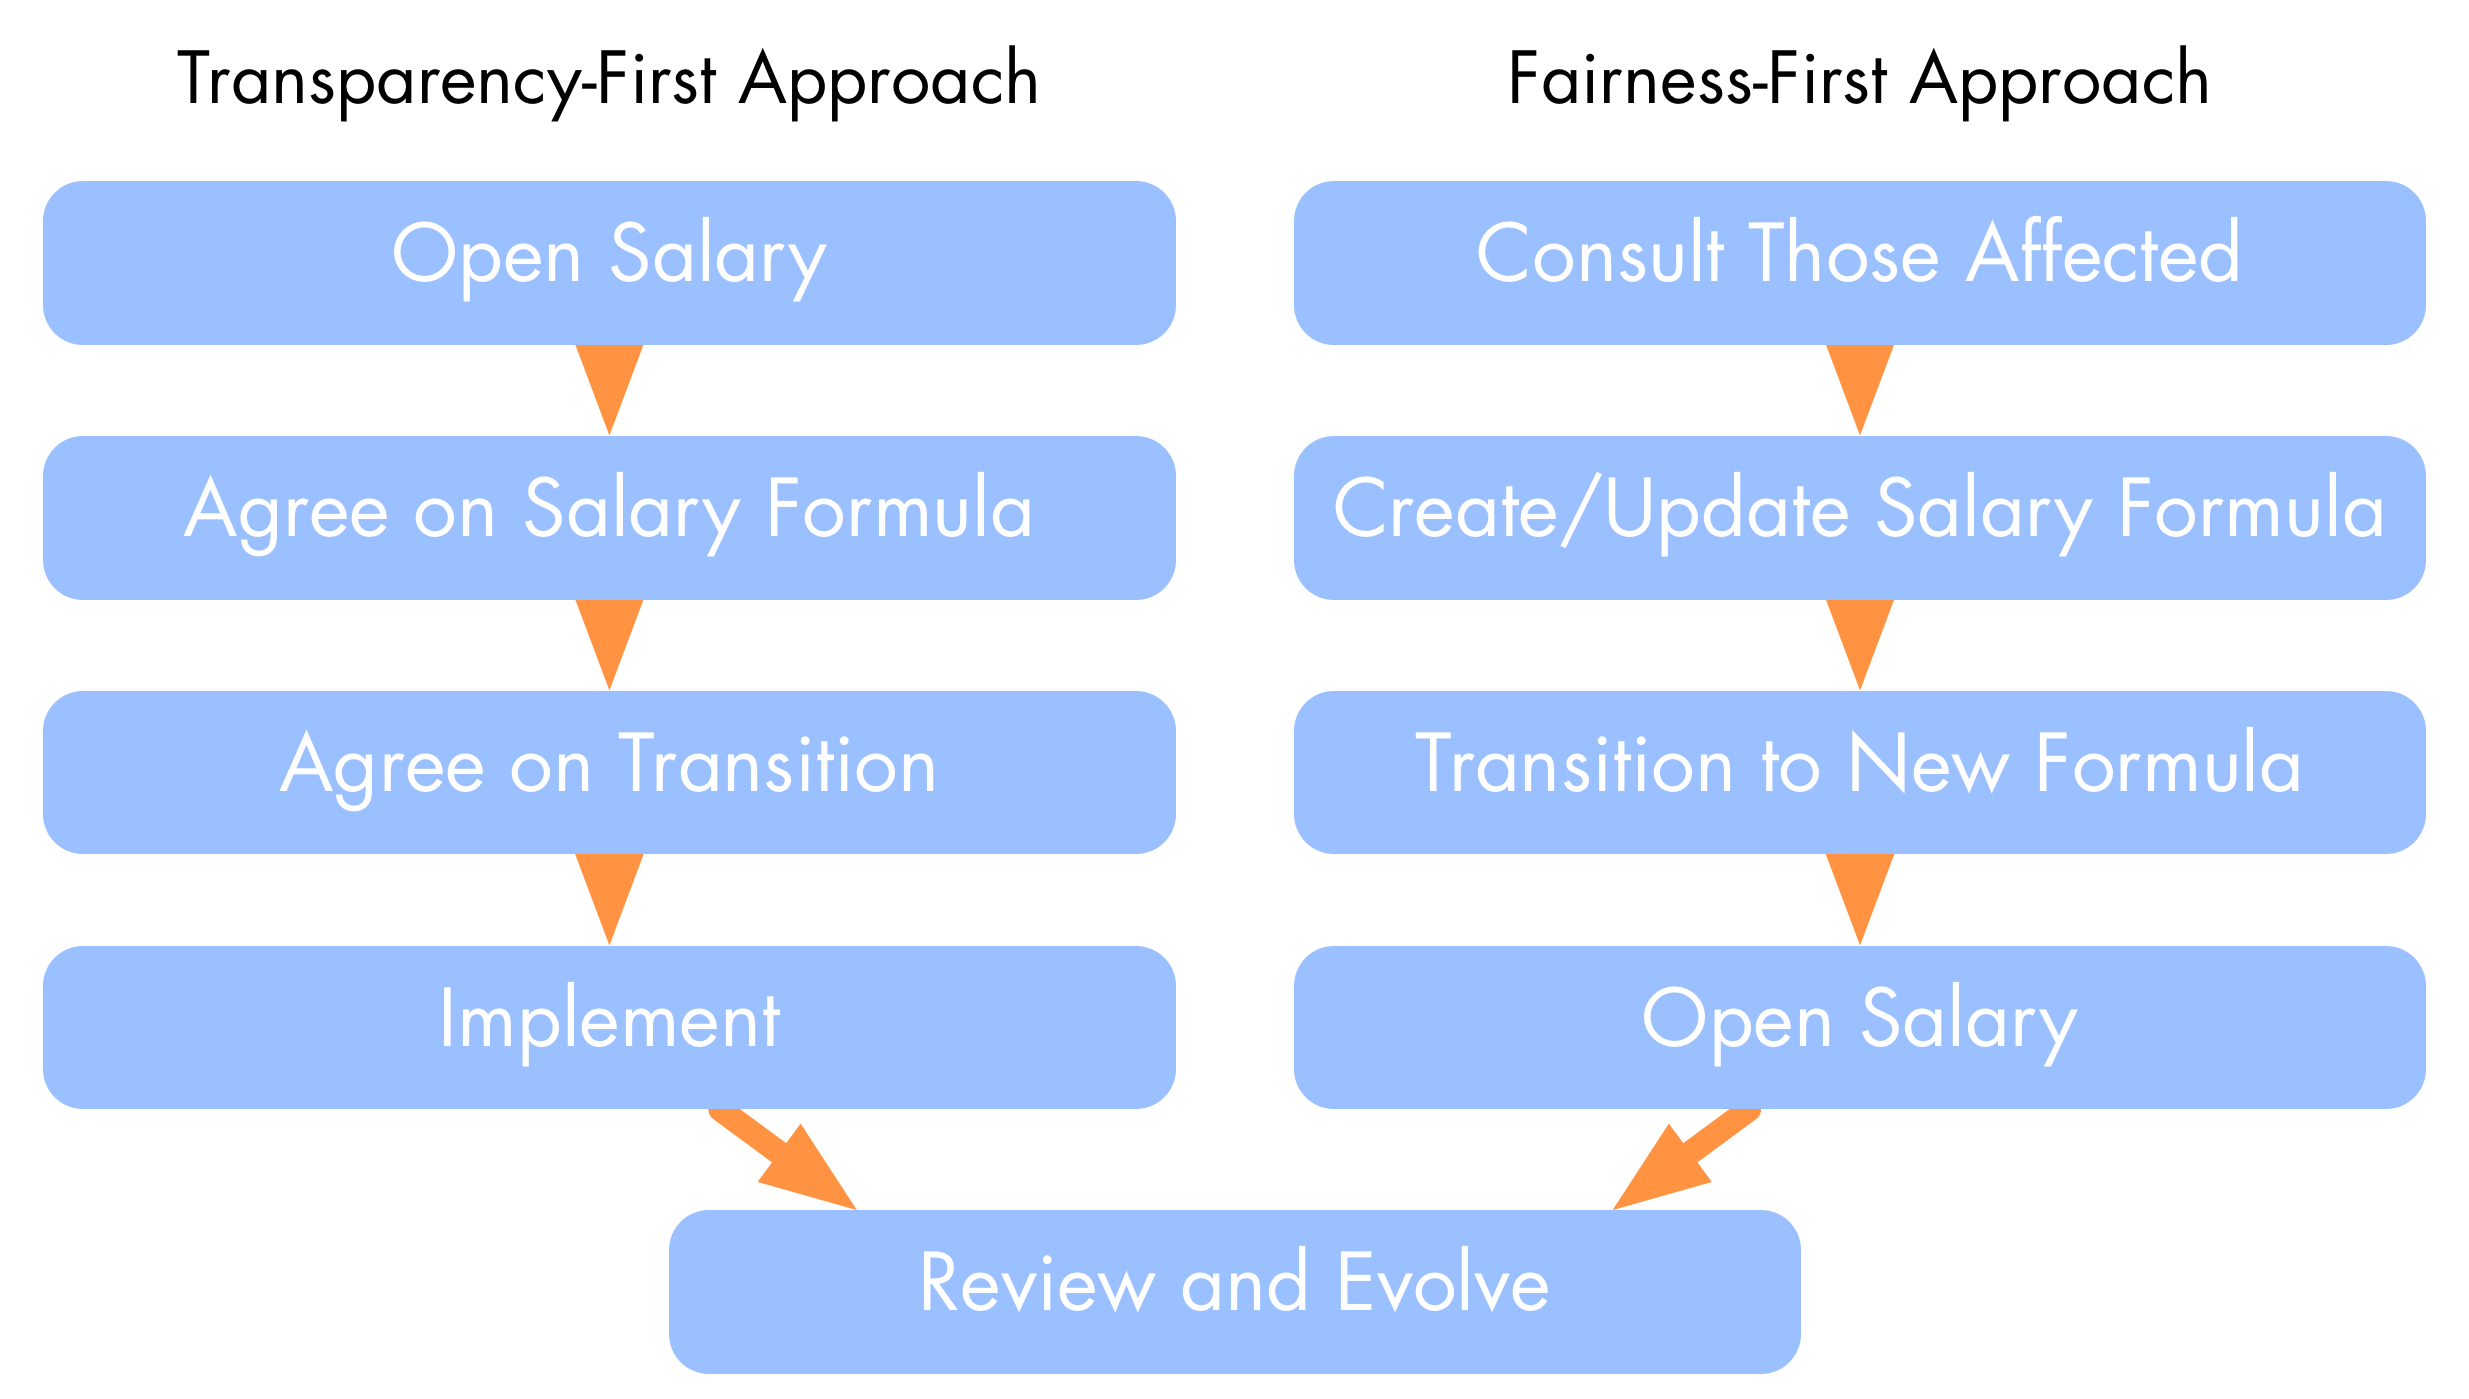 Transparency-First Approach
Open Salary
Agree on Salary Formula
Agree on Transition
Implement
Fairness-First Approach
Consult Those Affected
Create/Update Salary Formula
Transition to New Formula
Open Salary
Review and Evolve